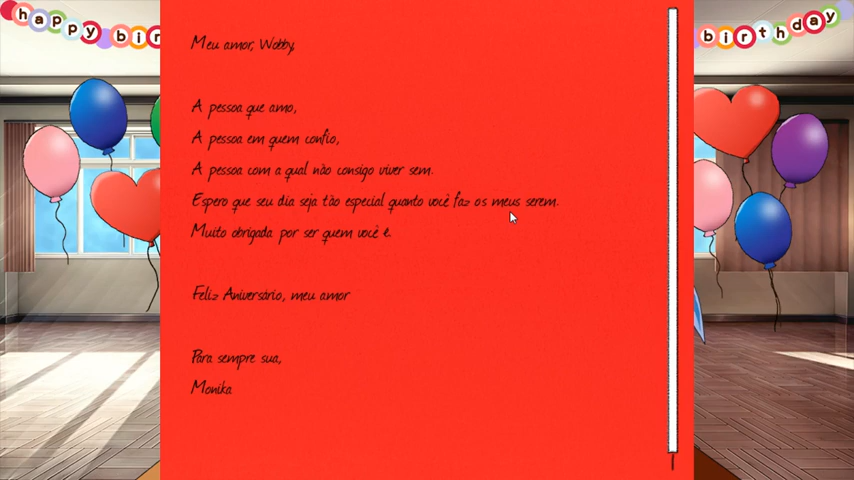 happy bir
birthday
Meu amor, Wobby,
A pessoa que amo,
A pessoa em quem confio,
A pessoa com a qual não consigo viver sem.
Espero que seu dia seja tão especial quanto você faz os meus serem.
Muito obrigada por ser quem você é.
Feliz Aniversário, meu amor
Para sempre sua,
Monika